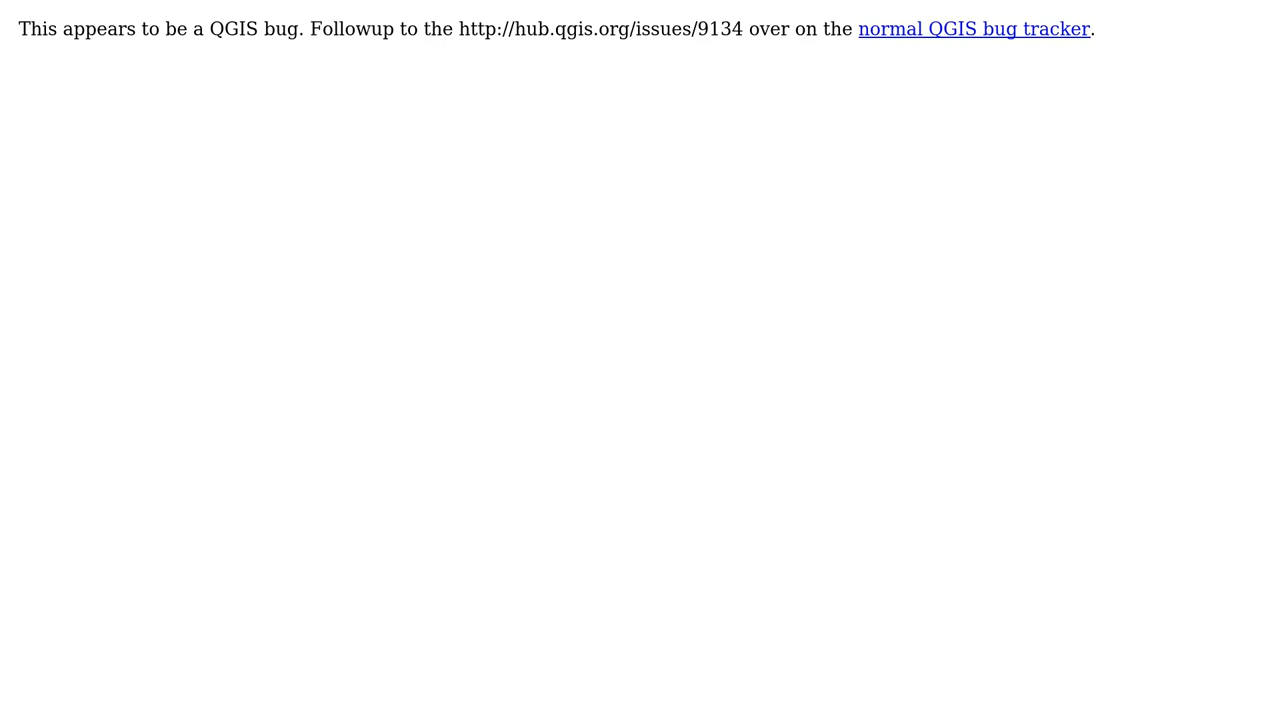 This appears to be a QGIS bug. Followup to the http://hub.qgis.org/issues/9134 over on the normal QGIS bug tracker.